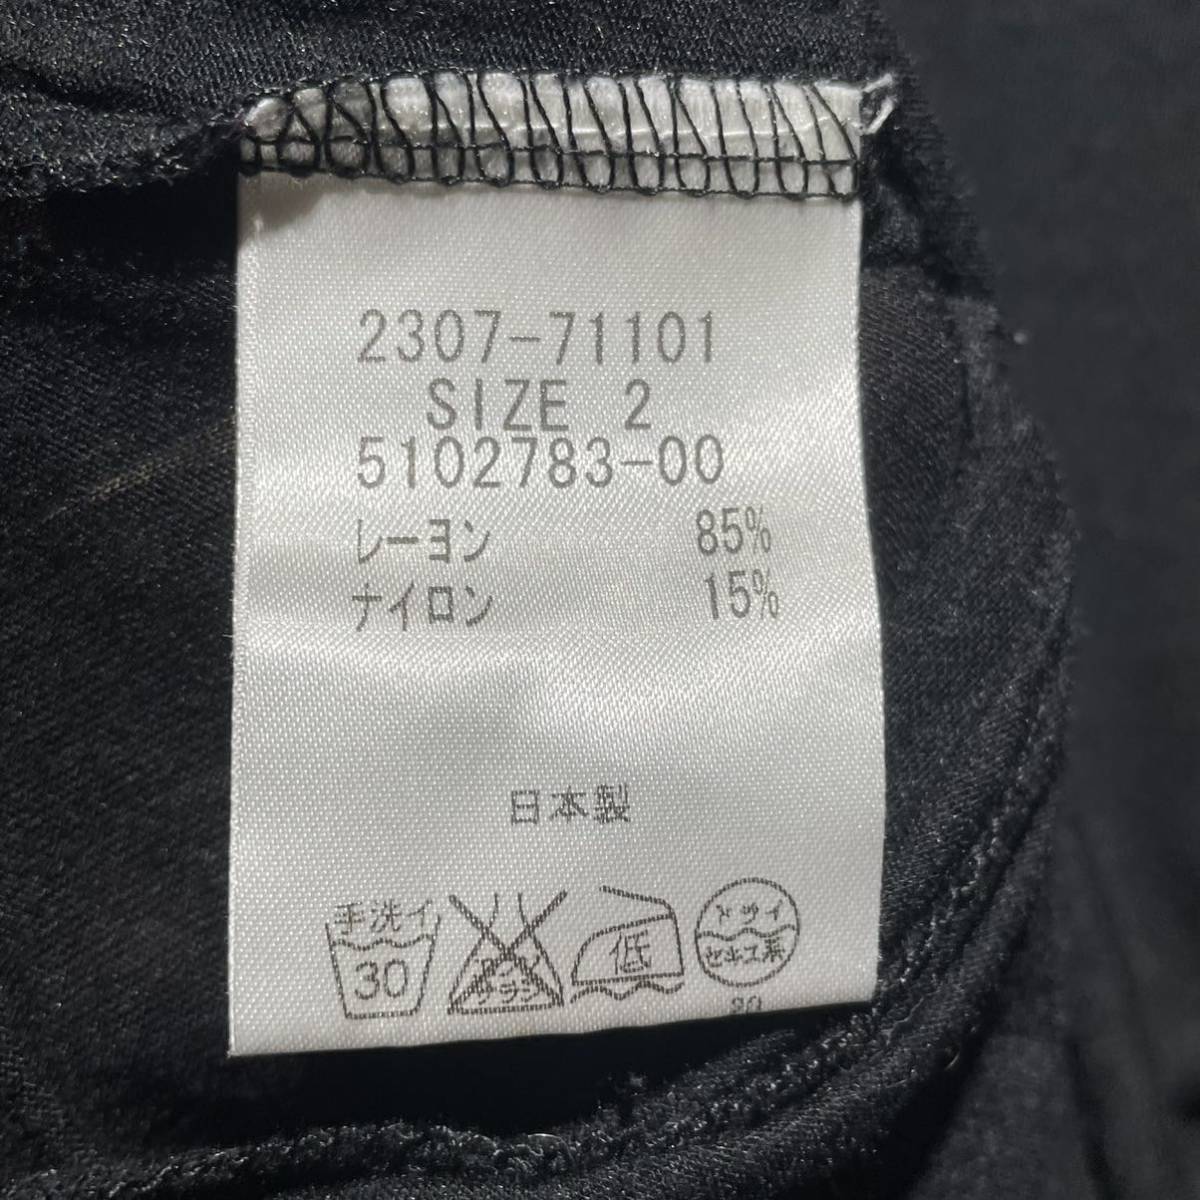 2307-71101
SIZE 2
5102783-00
レーヨン 85%
ナイロン 15%
日本製
手洗イ 30
低
ドライ セキユ系